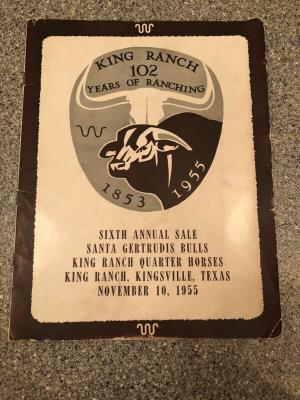 KING RANCH
102
YEARS OF RANCHING
1853 1955
SIXTH ANNUAL SALE
SANTA GERTRUDIS BULLS
KING RANCH QUARTER HORSES
KING RANCH, KINGSVILLE, TEXAS
NOVEMBER 10, 1955